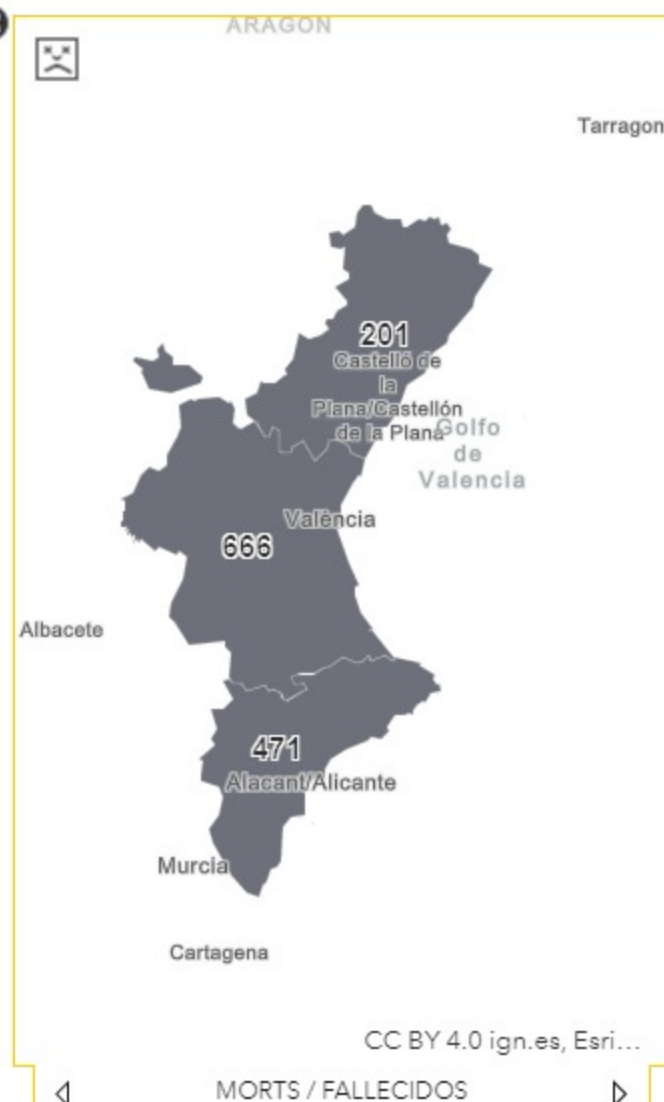 ARAGON
Tarragon
201
Castelló de
la
Plana/Castellón
de la Plana
Golfo
de
Valencia
València
666
Albacete
471
Alacant/Alicante
Murcia
Cartagena
CC BY 4.0 ign.es, Esri...
MORTS / FALLECIDOS